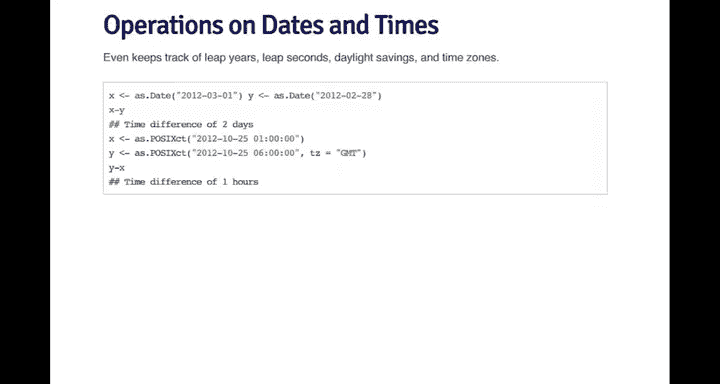 Operations on Dates and Times
Even keeps track of leap years, leap seconds, daylight savings, and time zones.
x <- as.Date("2012-03-01") y <- as.Date("2012-02-28")
x-y
## Time difference of 2 days
x <- as.POSIXct("2012-10-25 01:00:00")
y <- as.POSIXct("2012-10-25 06:00:00", tz = "GMT")
y-x
## Time difference of 1 hours